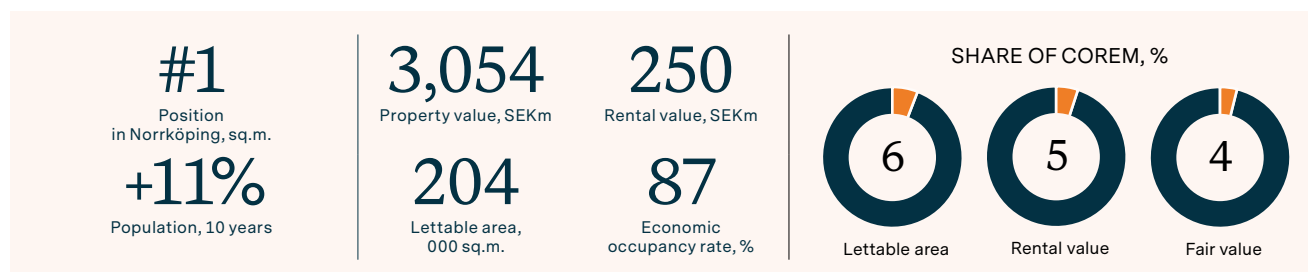 #1
Position
in Norrköping, sq.m.
+11%
Population, 10 years
3,054
Property value, SEKm
250
Rental value, SEKm
204
Lettable area,
000 sq.m.
87
Economic
occupancy rate, %
SHARE OF COREM, %
6
Lettable area
5
Rental value
4
Fair value